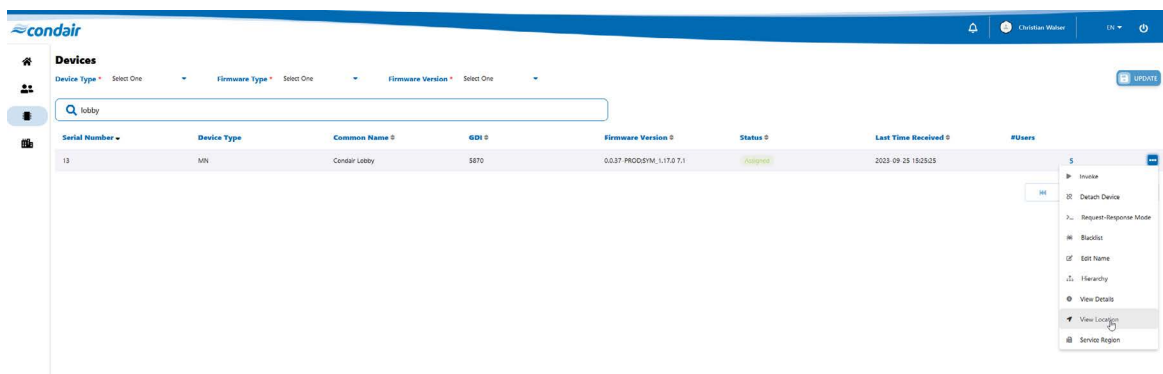 condair
Christian Walser
EN
Devices
Device Type * Select One
Firmware Type * Select One
Firmware Version * Select One
UPDATE
lobby
Serial Number Device Type Common Name GDI Firmware Version Status Last Time Received #Users
13 MN Condair Lobby 5870 0.0.37-PROD;SYM_1.17.0 7.1 Assigned 2023-09-25 15:25:25 5
Invoke
Detach Device
Request-Response Mode
Blacklist
Edit Name
Hierarchy
View Details
View Location
Service Region